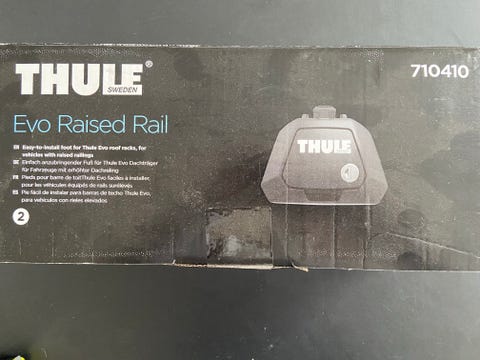 THULE®
SWEDEN
710410
Evo Raised Rail
THULE
Easy-to-install foot for Thule Evo roof racks, for
vehicles with raised railings
Einfach anzubringender Fuß für Thule Evo Dachträger
für Fahrzeuge mit erhöhter Dachreling
Pieds pour barre de toitThule Evo faciles à installer,
pour les véhicules équipés de rails surélevés
Pie fácil de instalar para barras de techo Thule Evo,
para vehículos con rieles elevados
2